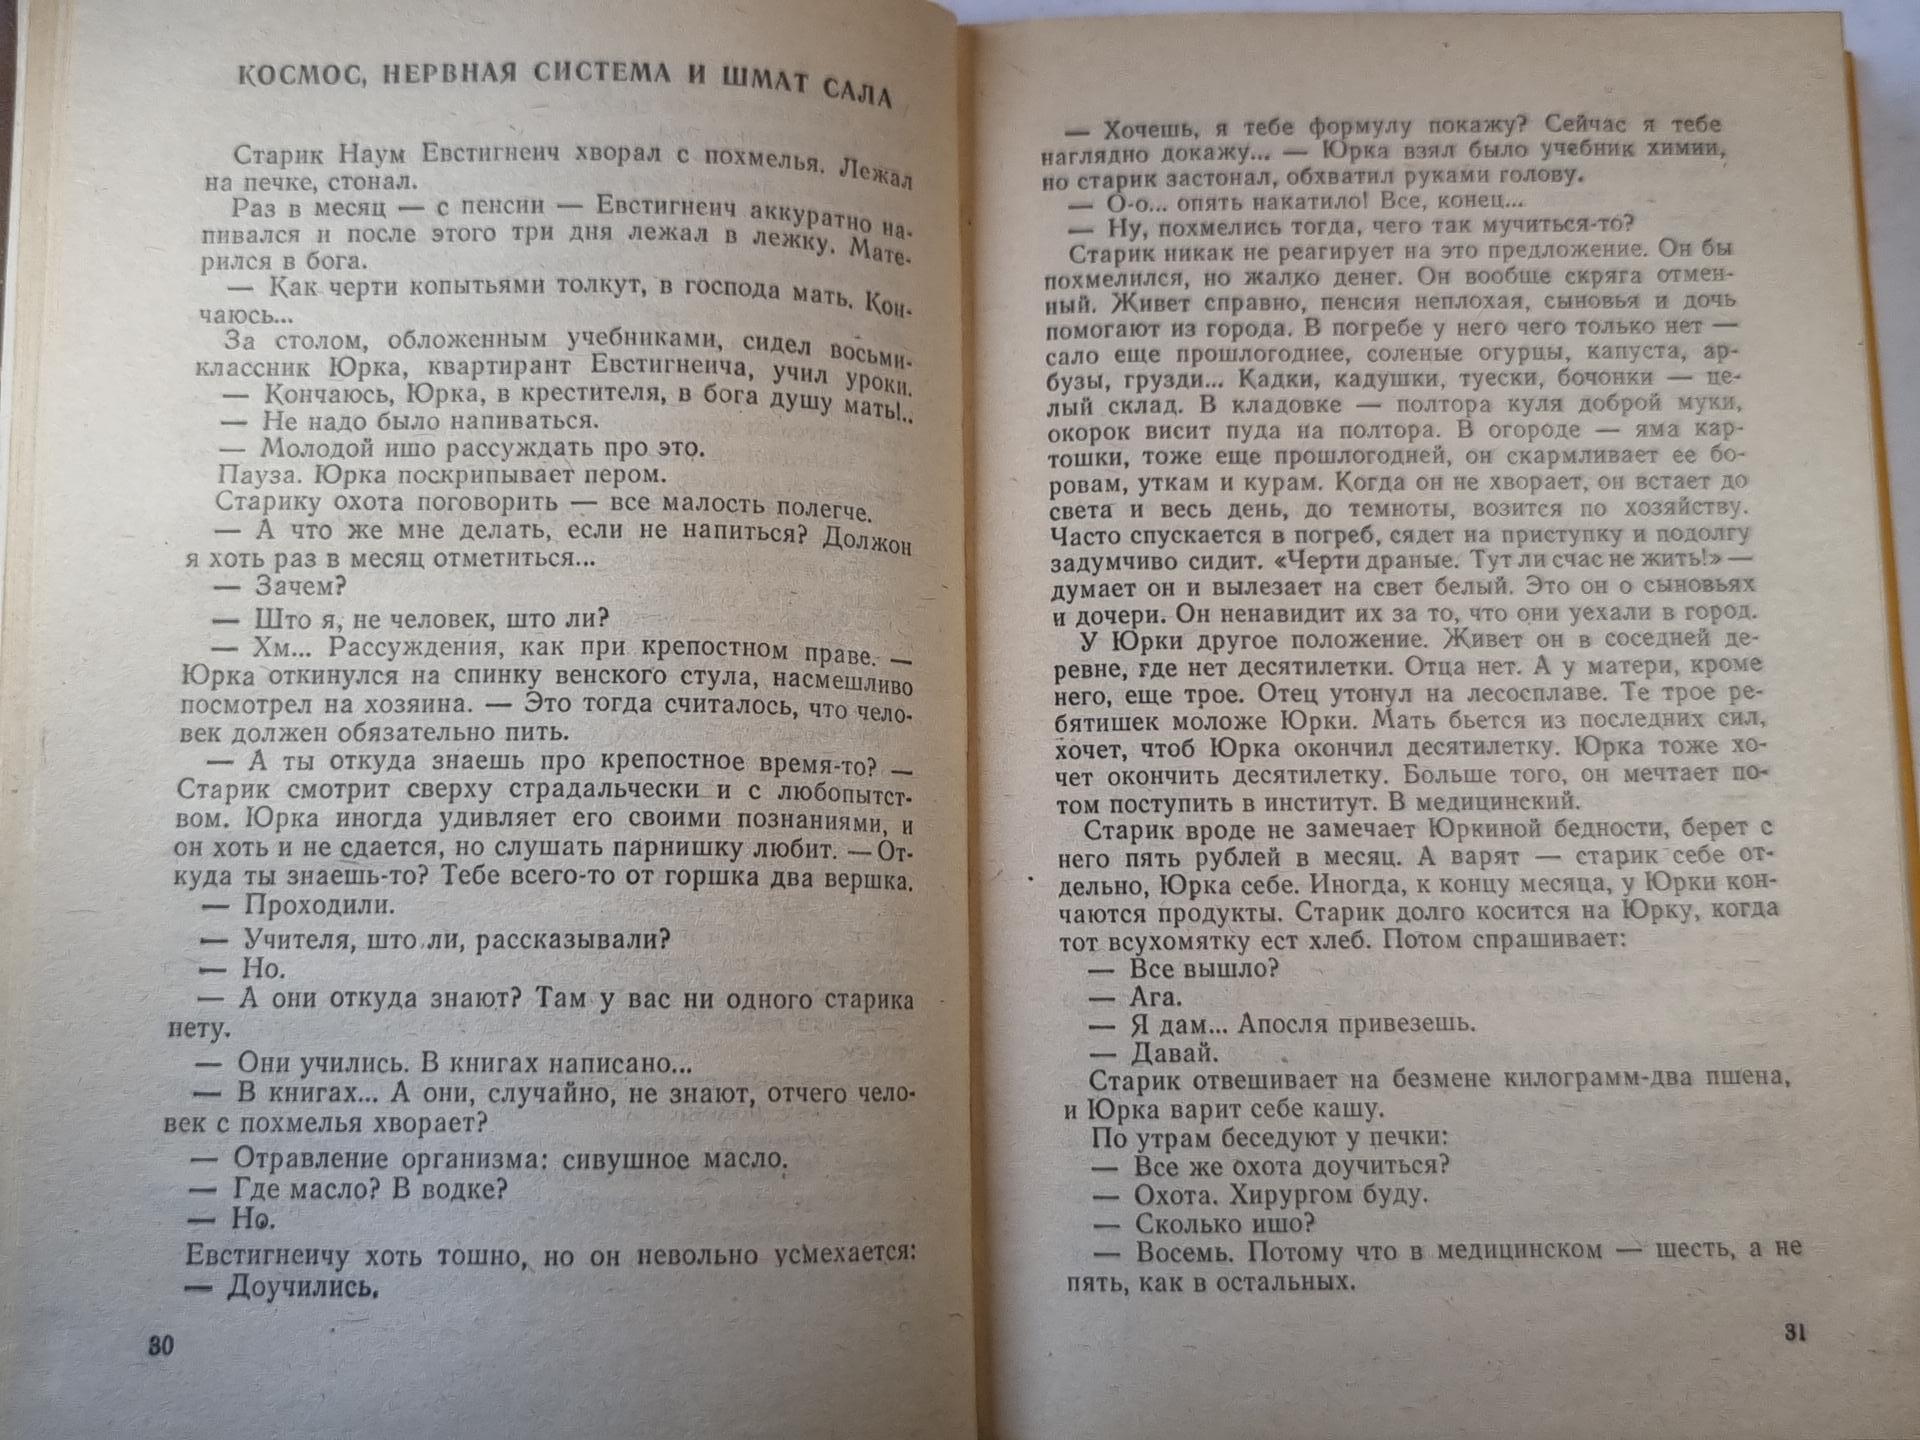 КОСМОС, НЕРВНАЯ СИСТЕМА И ШМАТ САЛА
Старик Наум Евстигнеич хворал с похмелья. Лежал
на печке, стонал.
Раз в месяц — с пенсии — Евстигнеич аккуратно на-
пивался и после этого три дня лежал в лежку. Мате-
рился в бога.
— Как черти копытьями толкут, в господа мать. Кон-
чаюсь...
За столом, обложенным учебниками, сидел восьми-
классник Юрка, квартирант Евстигнеича, учил уроки.
— Кончаюсь, Юрка, в крестителя, в бога душу мать!..
— Не надо было напиваться.
— Молодой ишо рассуждать про это.
Пауза. Юрка поскрипывает пером.
Старику охота поговорить — все малость полегче.
— А что же мне делать, если не напиться? Должон
я хоть раз в месяц отметиться...
— Зачем?
— Што я, не человек, што ли?
— Хм... Рассуждения, как при крепостном праве. —
Юрка откинулся на спинку венского стула, насмешливо
посмотрел на хозяина. — Это тогда считалось, что чело-
век должен обязательно пить.
— А ты откуда знаешь про крепостное время-то? —
Старик смотрит сверху страдальчески и с любопытст-
вом. Юрка иногда удивляет его своими познаниями, и
он хоть и не сдается, но слушать парнишку любит. — От-
куда ты знаешь-то? Тебе всего-то от горшка два вершка.
— Проходили.
— Учителя, што ли, рассказывали?
— Но.
— А они откуда знают? Там у вас ни одного старика
нету.
— Они учились. В книгах написано...
— В книгах... А они, случайно, не знают, отчего чело-
век с похмелья хворает?
— Отравление организма: сивушное масло.
— Где масло? В водке?
— Но.
Евстигнеичу хоть тошно, но он невольно усмехается:
— Доучились.
30
— Хочешь, я тебе формулу покажу? Сейчас я тебе
наглядно докажу... — Юрка взял было учебник химии,
но старик застонал, обхватил руками голову.
— О-о... опять накатило! Все, конец...
— Ну, похмелись тогда, чего так мучиться-то?
Старик никак не реагирует на это предложение. Он бы
похмелился, но жалко денег. Он вообще скряга отмен-
ный. Живет справно, пенсия неплохая, сыновья и дочь
помогают из города. В погребе у него чего только нет —
сало еще прошлогоднее, соленые огурцы, капуста, ар-
бузы, грузди... Кадки, кадушки, туески, бочонки — це-
лый склад. В кладовке — полтора куля доброй муки,
окорок висит пуда на полтора. В огороде — яма кар-
тошки, тоже еще прошлогодней, он скармливает ее бо-
ровам, уткам и курам. Когда он не хворает, он встает до
света и весь день, до темноты, возится по хозяйству.
Часто спускается в погреб, сядет на приступку и подолгу
задумчиво сидит. «Черти драные. Тут ли счас не жить!» —
думает он и вылезает на свет белый. Это он о сыновьях
и дочери. Он ненавидит их за то, что они уехали в город.
У Юрки другое положение. Живет он в соседней де-
ревне, где нет десятилетки. Отца нет. А у матери, кроме
него, еще трое. Отец утонул на лесосплаве. Те трое ре-
бятишек моложе Юрки. Мать бьется из последних сил,
хочет, чтоб Юрка окончил десятилетку. Юрка тоже хо-
чет окончить десятилетку. Больше того, он мечтает по-
том поступить в институт. В медицинский.
Старик вроде не замечает Юркиной бедности, берет с
него пять рублей в месяц. А варят — старик себе от-
дельно, Юрка себе. Иногда, к концу месяца, у Юрки кон-
чаются продукты. Старик долго косится на Юрку, когда
тот всухомятку ест хлеб. Потом спрашивает:
— Все вышло?
— Ага.
— Я дам... Апосля привезешь.
— Давай.
Старик отвешивает на безмене килограмм-два пшена,
и Юрка варит себе кашу.
По утрам беседуют у печки:
— Все же охота доучиться?
— Охота. Хирургом буду.
— Сколько ишо?
— Восемь. Потому что в медицинском — шесть, а не
пять, как в остальных.
31